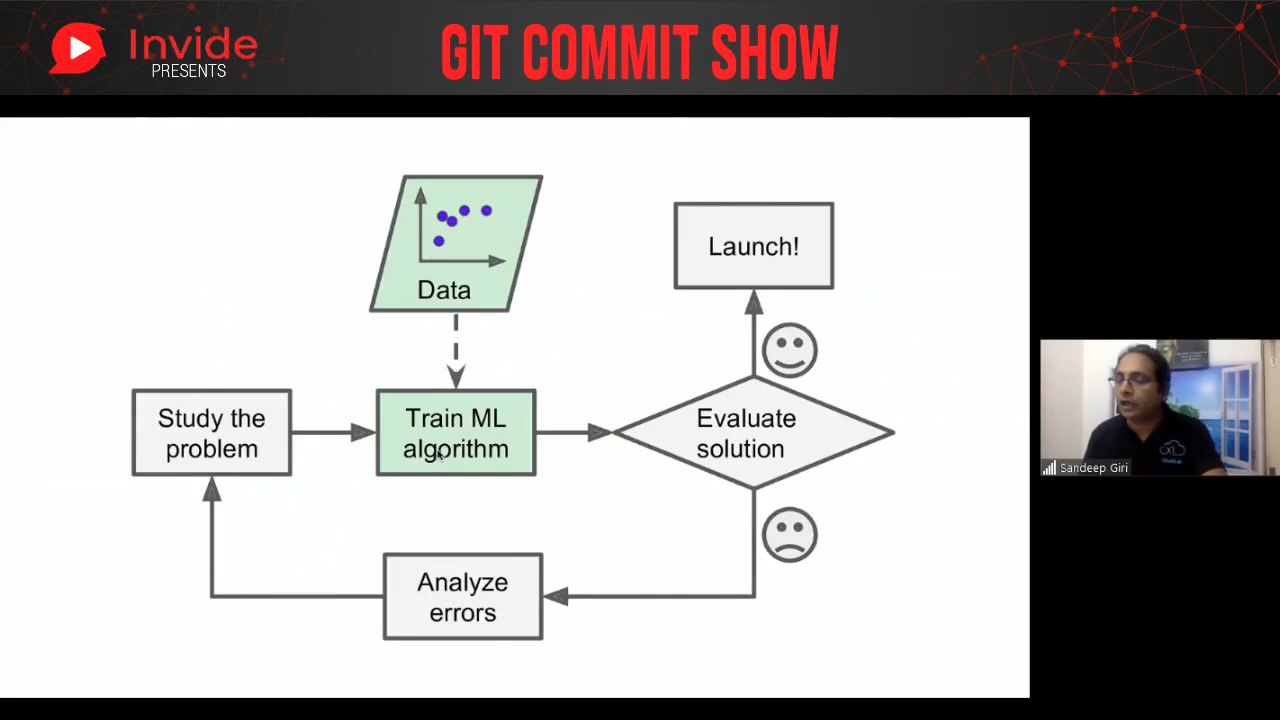 Invide
PRESENTS
GIT COMMIT SHOW
Data
Launch!
Study the
problem
Train ML
algorithm
Evaluate
solution
Analyze
errors
Sandeep Giri